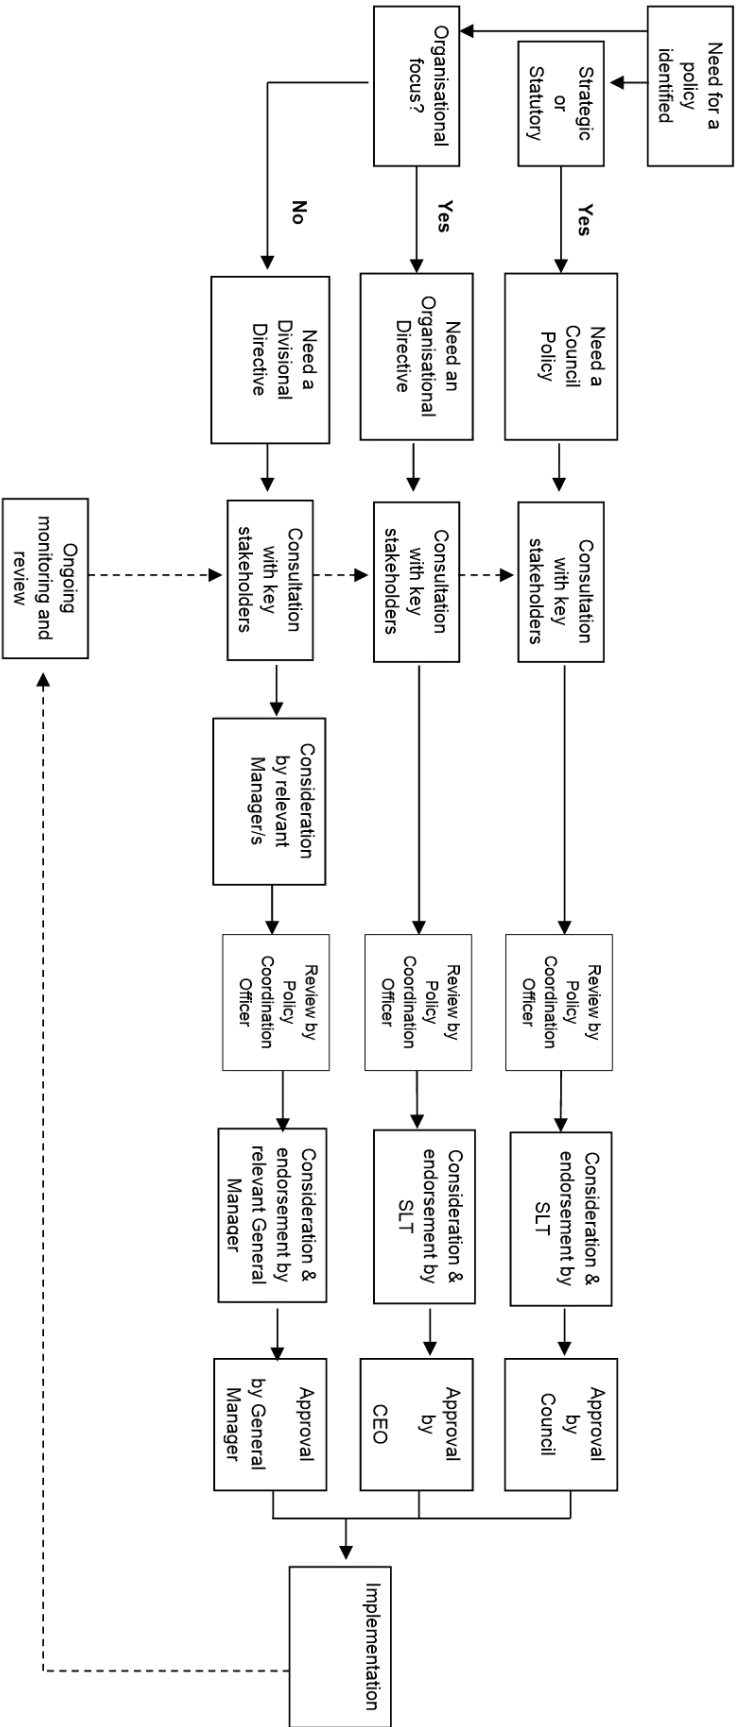 Need for a
policy
identified
Strategic
or
Statutory
Yes
Need a
Council
Policy
Consultation
with key
stakeholders
Review by
Policy
Coordination
Officer
Consideration &
endorsement by
SLT
Approval
by
Council
Organisational
focus?
Yes
Need an
Organisational
Directive
Consultation
with key
stakeholders
Review by
Policy
Coordination
Officer
Consideration &
endorsement by
SLT
Approval
by
CEO
Implementation
No
Need a
Divisional
Directive
Consultation
with key
stakeholders
Consideration
by relevant
Manager/s
Review by
Policy
Coordination
Officer
Consideration &
endorsement by
relevant General
Manager
Approval
by General
Manager
Ongoing
monitoring and
review